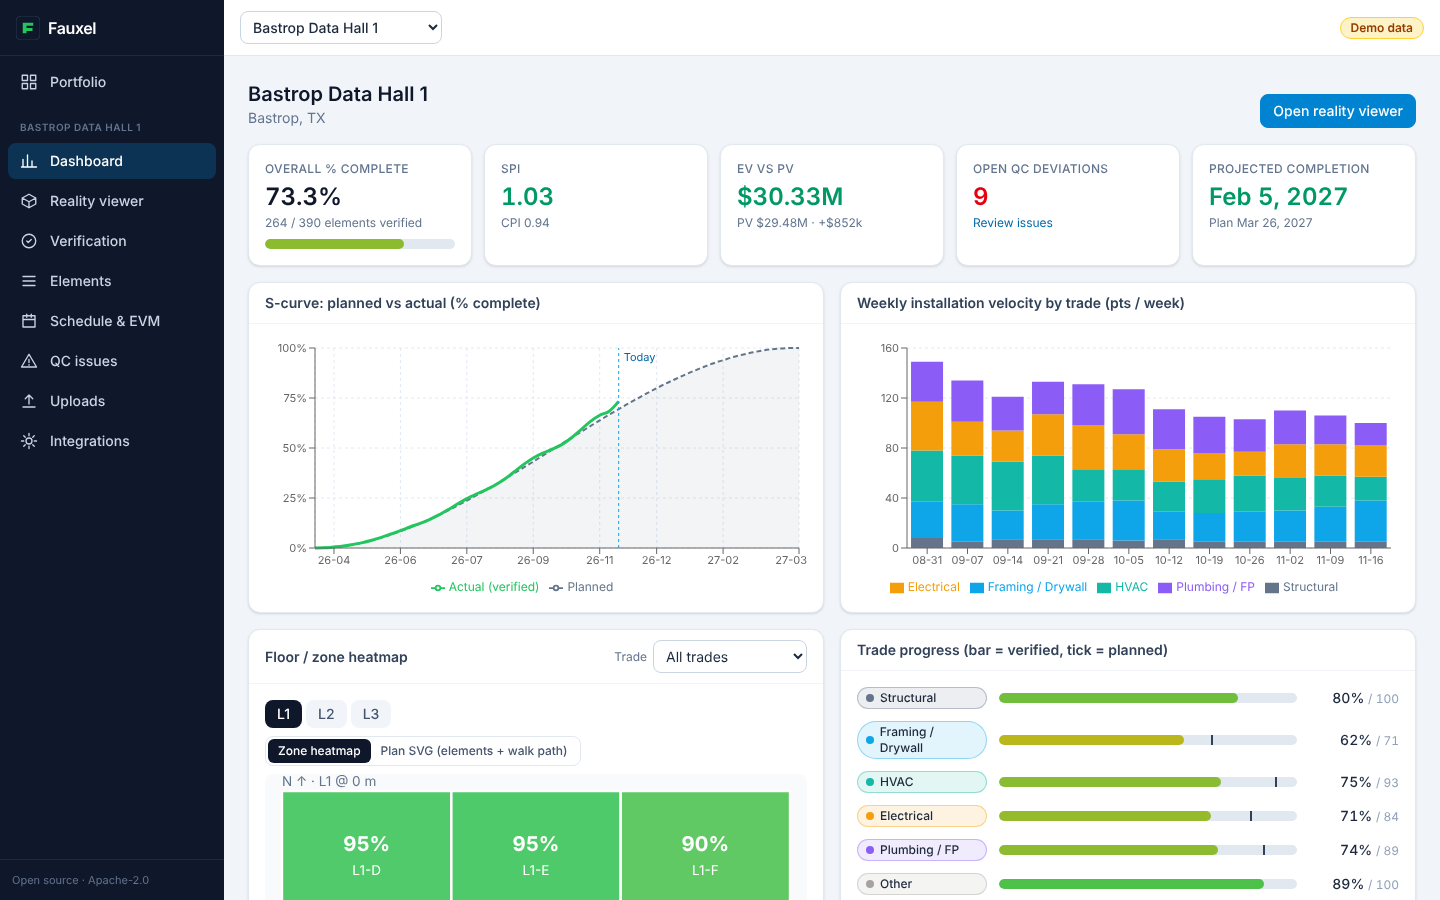 Fauxel
Bastrop Data Hall 1
Demo data
Portfolio
BASTROP DATA HALL 1
Dashboard
Reality viewer
Verification
Elements
Schedule & EVM
QC issues
Uploads
Integrations
Open source · Apache-2.0
Bastrop Data Hall 1
Bastrop, TX
Open reality viewer
OVERALL % COMPLETE
73.3%
264 / 390 elements verified
SPI
1.03
CPI 0.94
EV VS PV
$30.33M
PV $29.48M · +$852k
OPEN QC DEVIATIONS
9
Review issues
PROJECTED COMPLETION
Feb 5, 2027
Plan Mar 26, 2027
S-curve: planned vs actual (% complete)
100%
75%
50%
25%
0%
Today
26-04 26-06 26-07 26-09 26-11 26-12 27-02 27-03
Actual (verified) Planned
Weekly installation velocity by trade (pts / week)
160
120
80
40
0
08-31 09-07 09-14 09-21 09-28 10-05 10-12 10-19 10-26 11-02 11-09 11-16
Electrical Framing / Drywall HVAC Plumbing / FP Structural
Floor / zone heatmap
Trade All trades
L1 L2 L3
Zone heatmap Plan SVG (elements + walk path)
N ↑ · L1 @ 0 m
95% 95% 90%
L1-D L1-E L1-F
Trade progress (bar = verified, tick = planned)
Structural 80% / 100
Framing /
Drywall 62% / 71
HVAC 75% / 93
Electrical 71% / 84
Plumbing / FP 74% / 89
Other 89% / 100